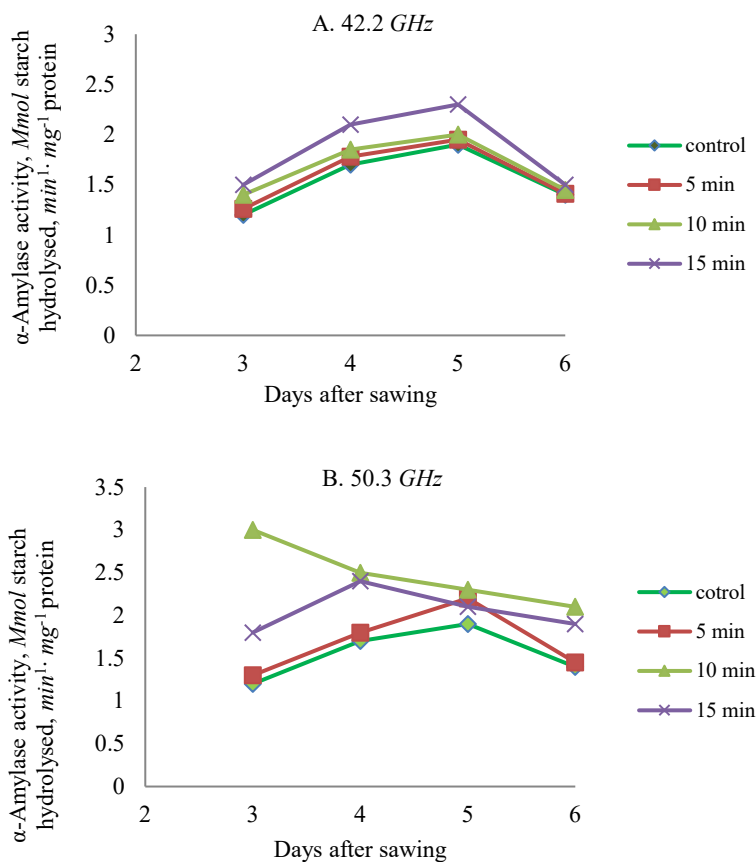 A. 42.2 GHz
α-Amylase activity, Mmol starch
hydrolysed, min¹· mg⁻¹ protein
3
2.5
2
1.5
1
0.5
0
2 3 4 5 6
Days after sawing
control
5 min
10 min
15 min
B. 50.3 GHz
α-Amylase activity, Mmol starch
hydrolysed, min¹· mg⁻¹ protein
3.5
3
2.5
2
1.5
1
0.5
0
2 3 4 5 6
Days after sawing
cotrol
5 min
10 min
15 min